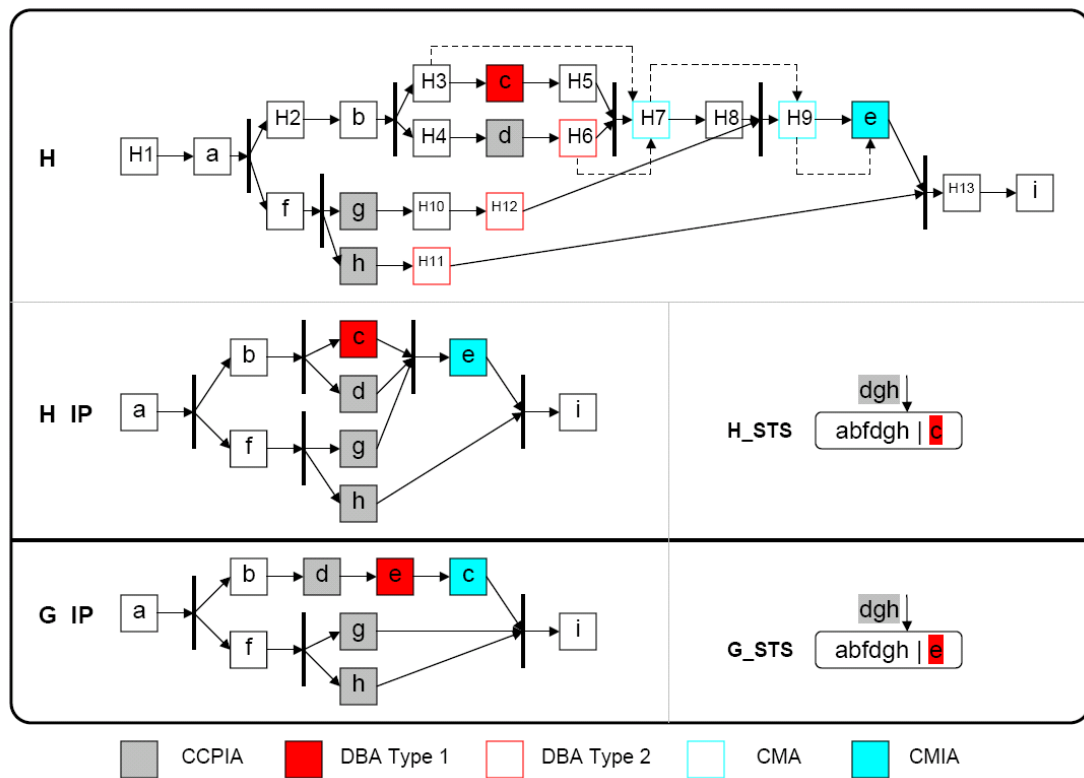 H3 c H5
H2 b H7 H8 H9 e
H4 d H6
H H1 a
f g H10 H12 H13 i
h H11
c
b e
d
H IP a i
f g
h
dgh
H_STS abfdgh | c
b d e c
G IP a i
f g
h
dgh
G_STS abfdgh | e
CCPIA DBA Type 1 DBA Type 2 CMA CMIA